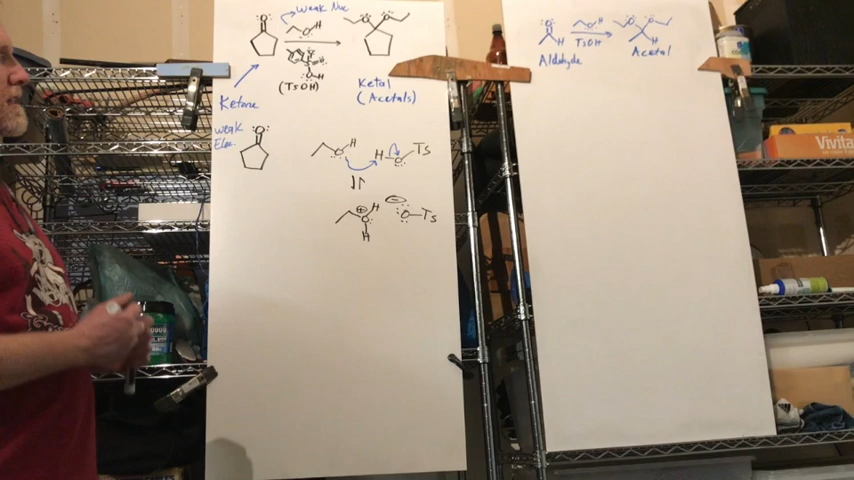 Weak Nuc
O
O H
O O
(TsOH)
Ketone
Ketal
(Acetals)
weak
Elec.
O
O H
H O Ts
⊕ H
O
H
⊖
O Ts
O
H
O H
TsOH
O O
H
Aldehyde
Acetal
Vita